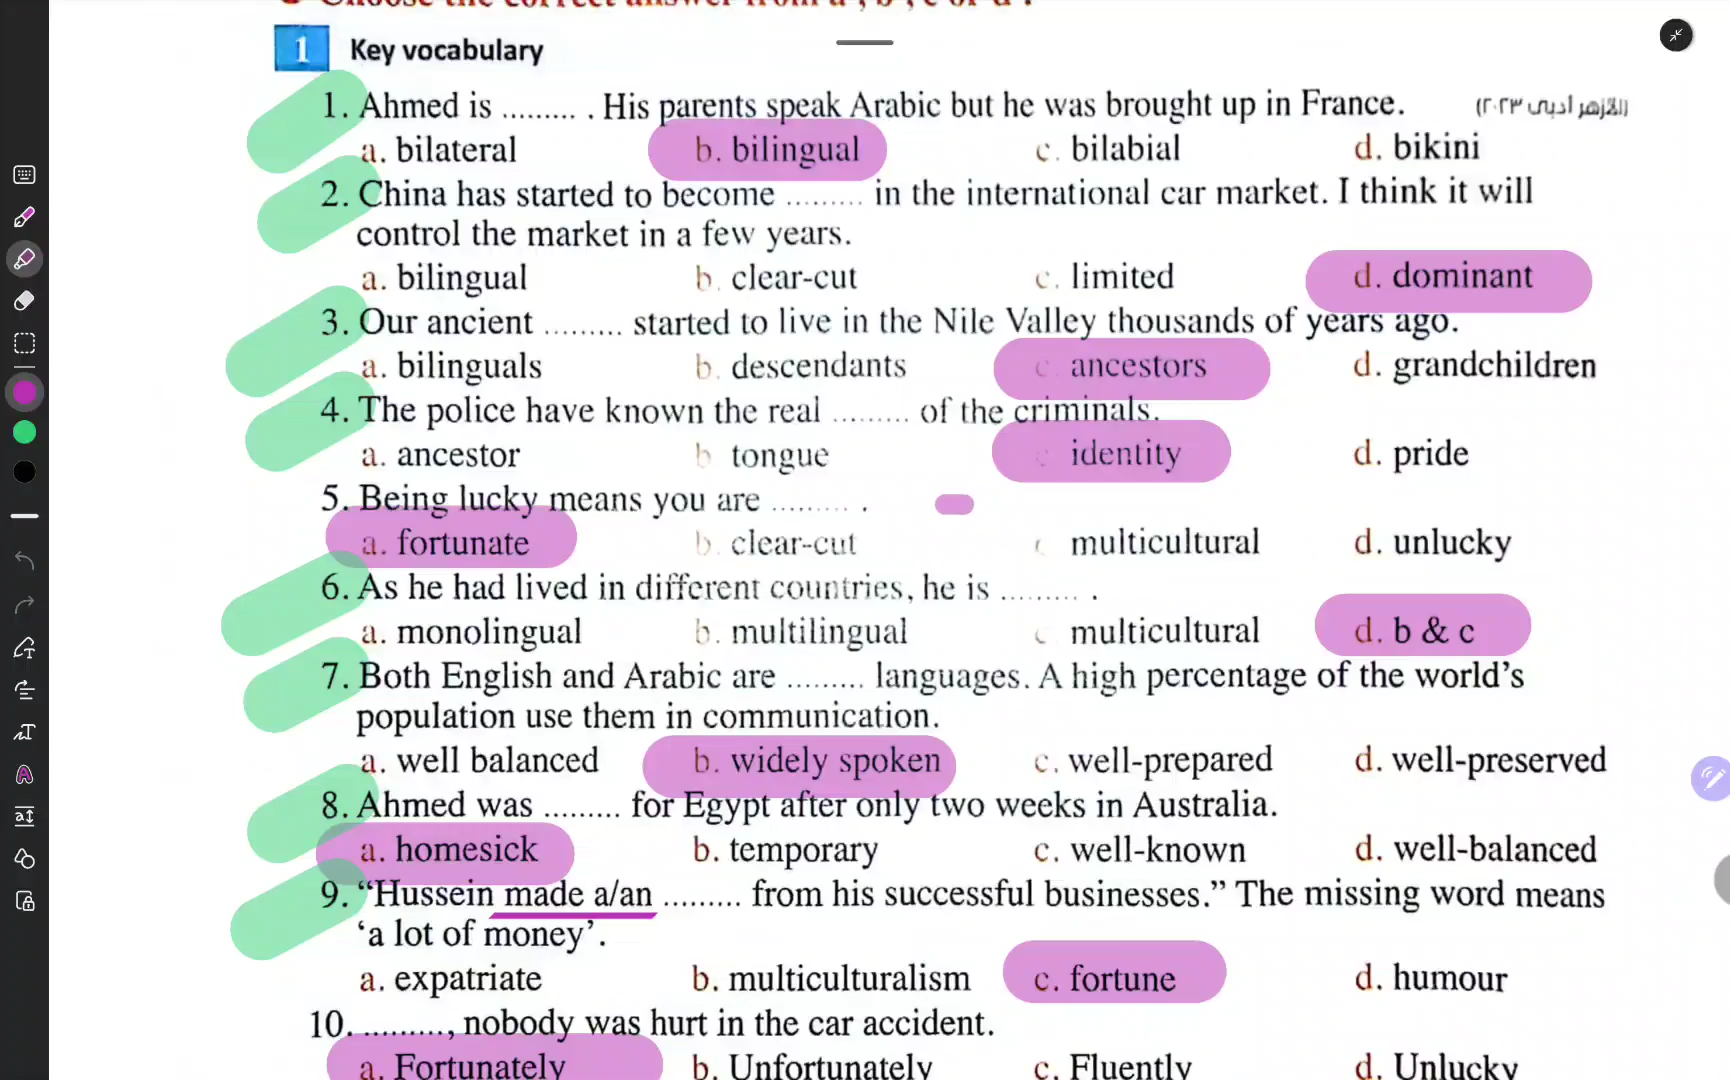 Choose the correct answer from a, b, c or d :
1 Key vocabulary
1. Ahmed is ......... . His parents speak Arabic but he was brought up in France. (الأزهر أدبى ٢٠٢٣)
a. bilateral b. bilingual c. bilabial d. bikini
2. China has started to become ......... in the international car market. I think it will
control the market in a few years.
a. bilingual b. clear-cut c. limited d. dominant
3. Our ancient ......... started to live in the Nile Valley thousands of years ago.
a. bilinguals b. descendants c. ancestors d. grandchildren
4. The police have known the real ......... of the criminals.
a. ancestor b tongue c identity d. pride
5. Being lucky means you are ......... .
a. fortunate b. clear-cut c multicultural d. unlucky
6. As he had lived in different countries, he is ......... .
a. monolingual b. multilingual c multicultural d. b & c
7. Both English and Arabic are ......... languages. A high percentage of the world's
population use them in communication.
a. well balanced b. widely spoken c. well-prepared d. well-preserved
8. Ahmed was ......... for Egypt after only two weeks in Australia.
a. homesick b. temporary c. well-known d. well-balanced
9. “Hussein made a/an ......... from his successful businesses.” The missing word means
‘a lot of money’.
a. expatriate b. multiculturalism c. fortune d. humour
10. ........., nobody was hurt in the car accident.
a. Fortunately b. Unfortunately c. Fluently d. Unlucky